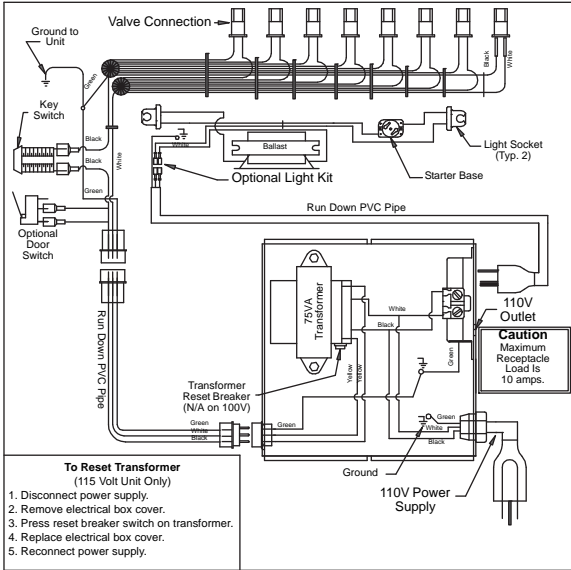 Valve Connection
Ground to
Unit
Green
Black
White
Key
Switch
Black
Black
White
Green
Optional
Door
Switch
White
Ballast
Optional Light Kit
Starter Base
Light Socket
(Typ. 2)
Run Down PVC Pipe
75VA
Transformer
White
Black
Green
110V
Outlet
Caution
Maximum
Receptacle
Load Is
10 amps.
Run Down PVC Pipe
Yellow
Yellow
Transformer
Reset Breaker
(N/A on 100V)
Green
White
Black
Green
Green
White
Black
Ground
110V Power
Supply
To Reset Transformer
(115 Volt Unit Only)
1. Disconnect power supply.
2. Remove electrical box cover.
3. Press reset breaker switch on transformer.
4. Replace electrical box cover.
5. Reconnect power supply.